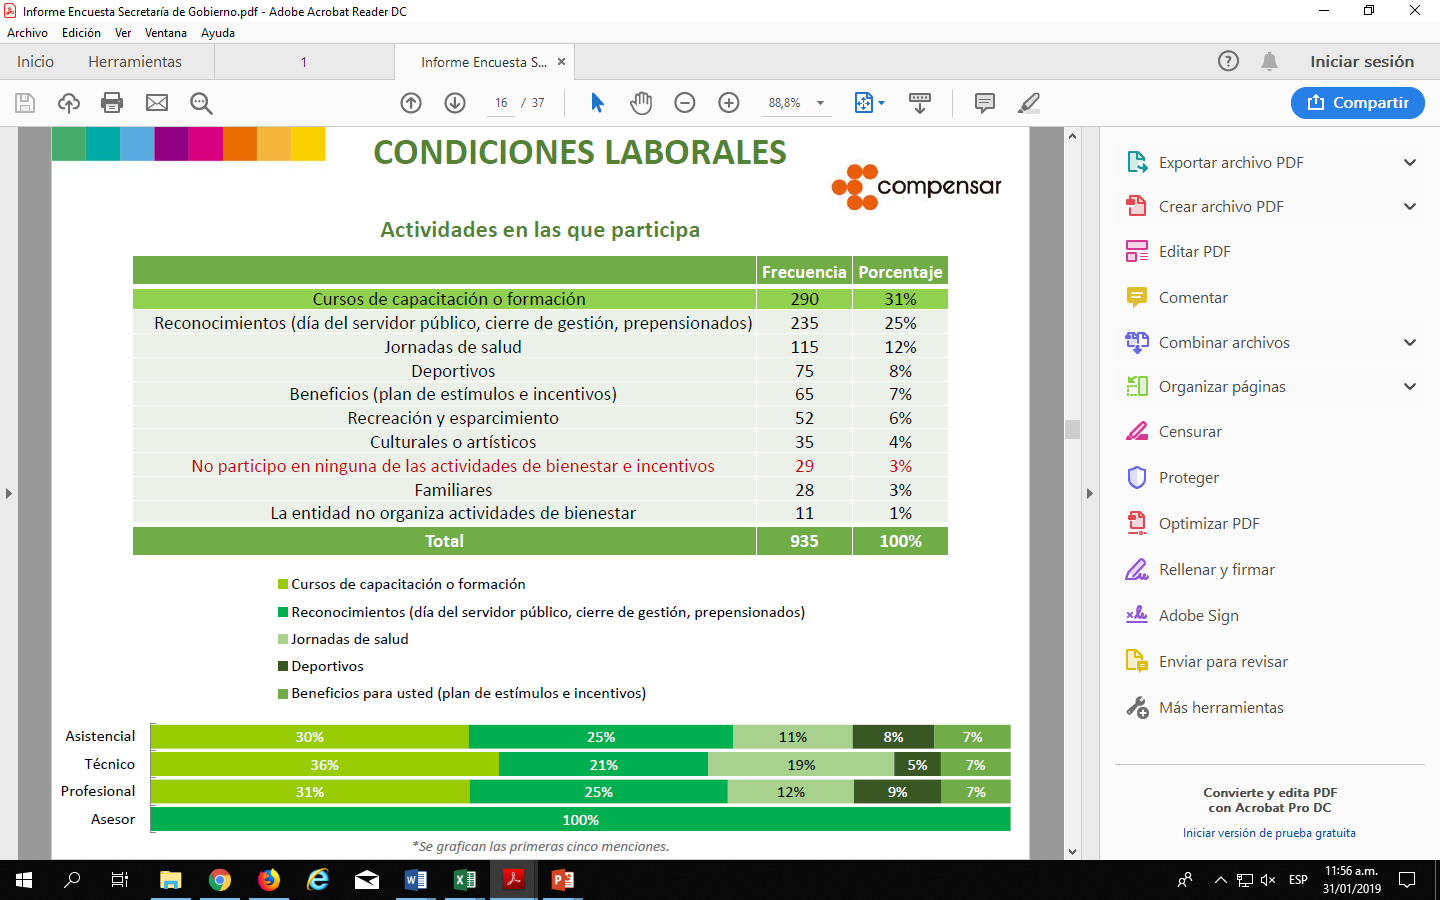 Informe Encuesta Secretaría de Gobierno.pdf - Adobe Acrobat Reader DC
Archivo Edición Ver Ventana Ayuda
Inicio Herramientas 1 Informe Encuesta S... × Iniciar sesión
16 / 37 88,8% Compartir
CONDICIONES LABORALES
compensar
Actividades en las que participa
Frecuencia Porcentaje
Cursos de capacitación o formación 290 31%
Reconocimientos (día del servidor público, cierre de gestión, prepensionados) 235 25%
Jornadas de salud 115 12%
Deportivos 75 8%
Beneficios (plan de estímulos e incentivos) 65 7%
Recreación y esparcimiento 52 6%
Culturales o artísticos 35 4%
No participo en ninguna de las actividades de bienestar e incentivos 29 3%
Familiares 28 3%
La entidad no organiza actividades de bienestar 11 1%
Total 935 100%
Cursos de capacitación o formación
Reconocimientos (día del servidor público, cierre de gestión, prepensionados)
Jornadas de salud
Deportivos
Beneficios para usted (plan de estímulos e incentivos)
Asistencial 30% 25% 11% 8% 7%
Técnico 36% 21% 19% 5% 7%
Profesional 31% 25% 12% 9% 7%
Asesor 100%
*Se grafican las primeras cinco menciones.
Exportar archivo PDF
Crear archivo PDF
Editar PDF
Comentar
Combinar archivos
Organizar páginas
Censurar
Proteger
Optimizar PDF
Rellenar y firmar
Adobe Sign
Enviar para revisar
Más herramientas
Convierte y edita PDF
con Acrobat Pro DC
Iniciar versión de prueba gratuita
ESP
11:56 a.m.
31/01/2019